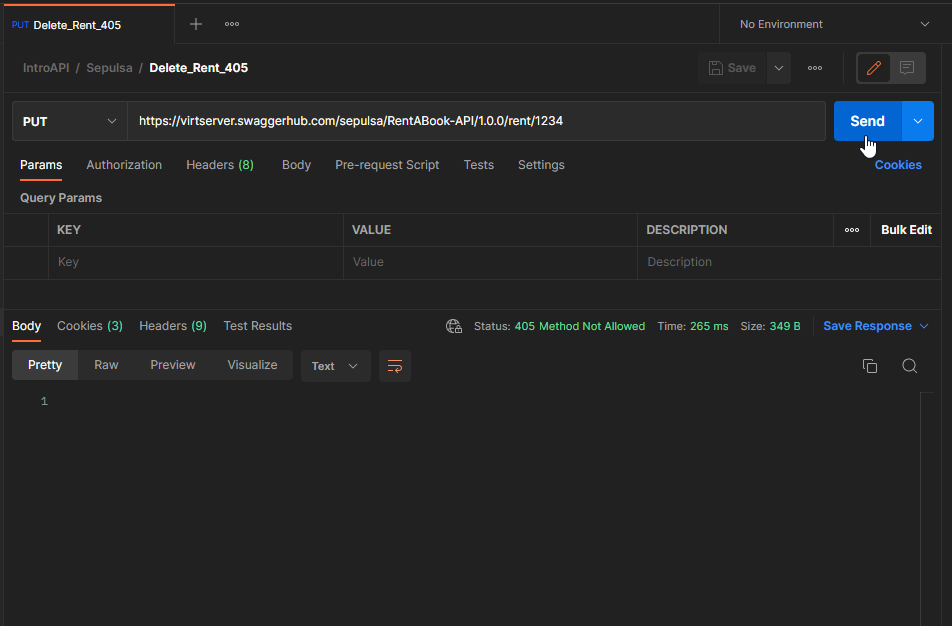 PUT Delete_Rent_405
No Environment
IntroAPI / Sepulsa / Delete_Rent_405
Save
PUT
https://virtserver.swaggerhub.com/sepulsa/RentABook-API/1.0.0/rent/1234
Send
Params Authorization Headers (8) Body Pre-request Script Tests Settings Cookies
Query Params
KEY VALUE DESCRIPTION Bulk Edit
Key Value Description
Body Cookies (3) Headers (9) Test Results Status: 405 Method Not Allowed Time: 265 ms Size: 349 B Save Response
Pretty Raw Preview Visualize Text
1